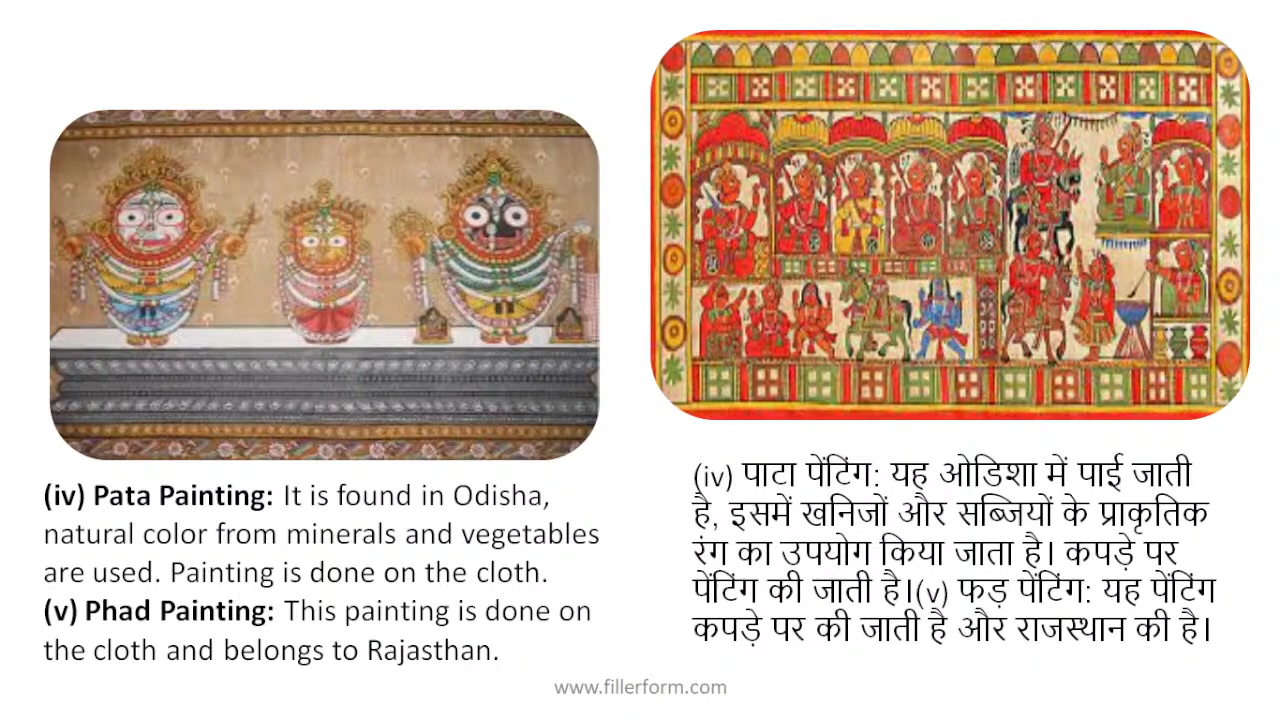 (iv) Pata Painting: It is found in Odisha,
natural color from minerals and vegetables
are used. Painting is done on the cloth.
(v) Phad Painting: This painting is done on
the cloth and belongs to Rajasthan.
(iv) पाटा पेंटिंग: यह ओडिशा में पाई जाती
है, इसमें खनिजों और सब्जियों के प्राकृतिक
रंग का उपयोग किया जाता है। कपड़े पर
पेंटिंग की जाती है।(v) फड़ पेंटिंग: यह पेंटिंग
कपड़े पर की जाती है और राजस्थान की है।
www.fillerform.com